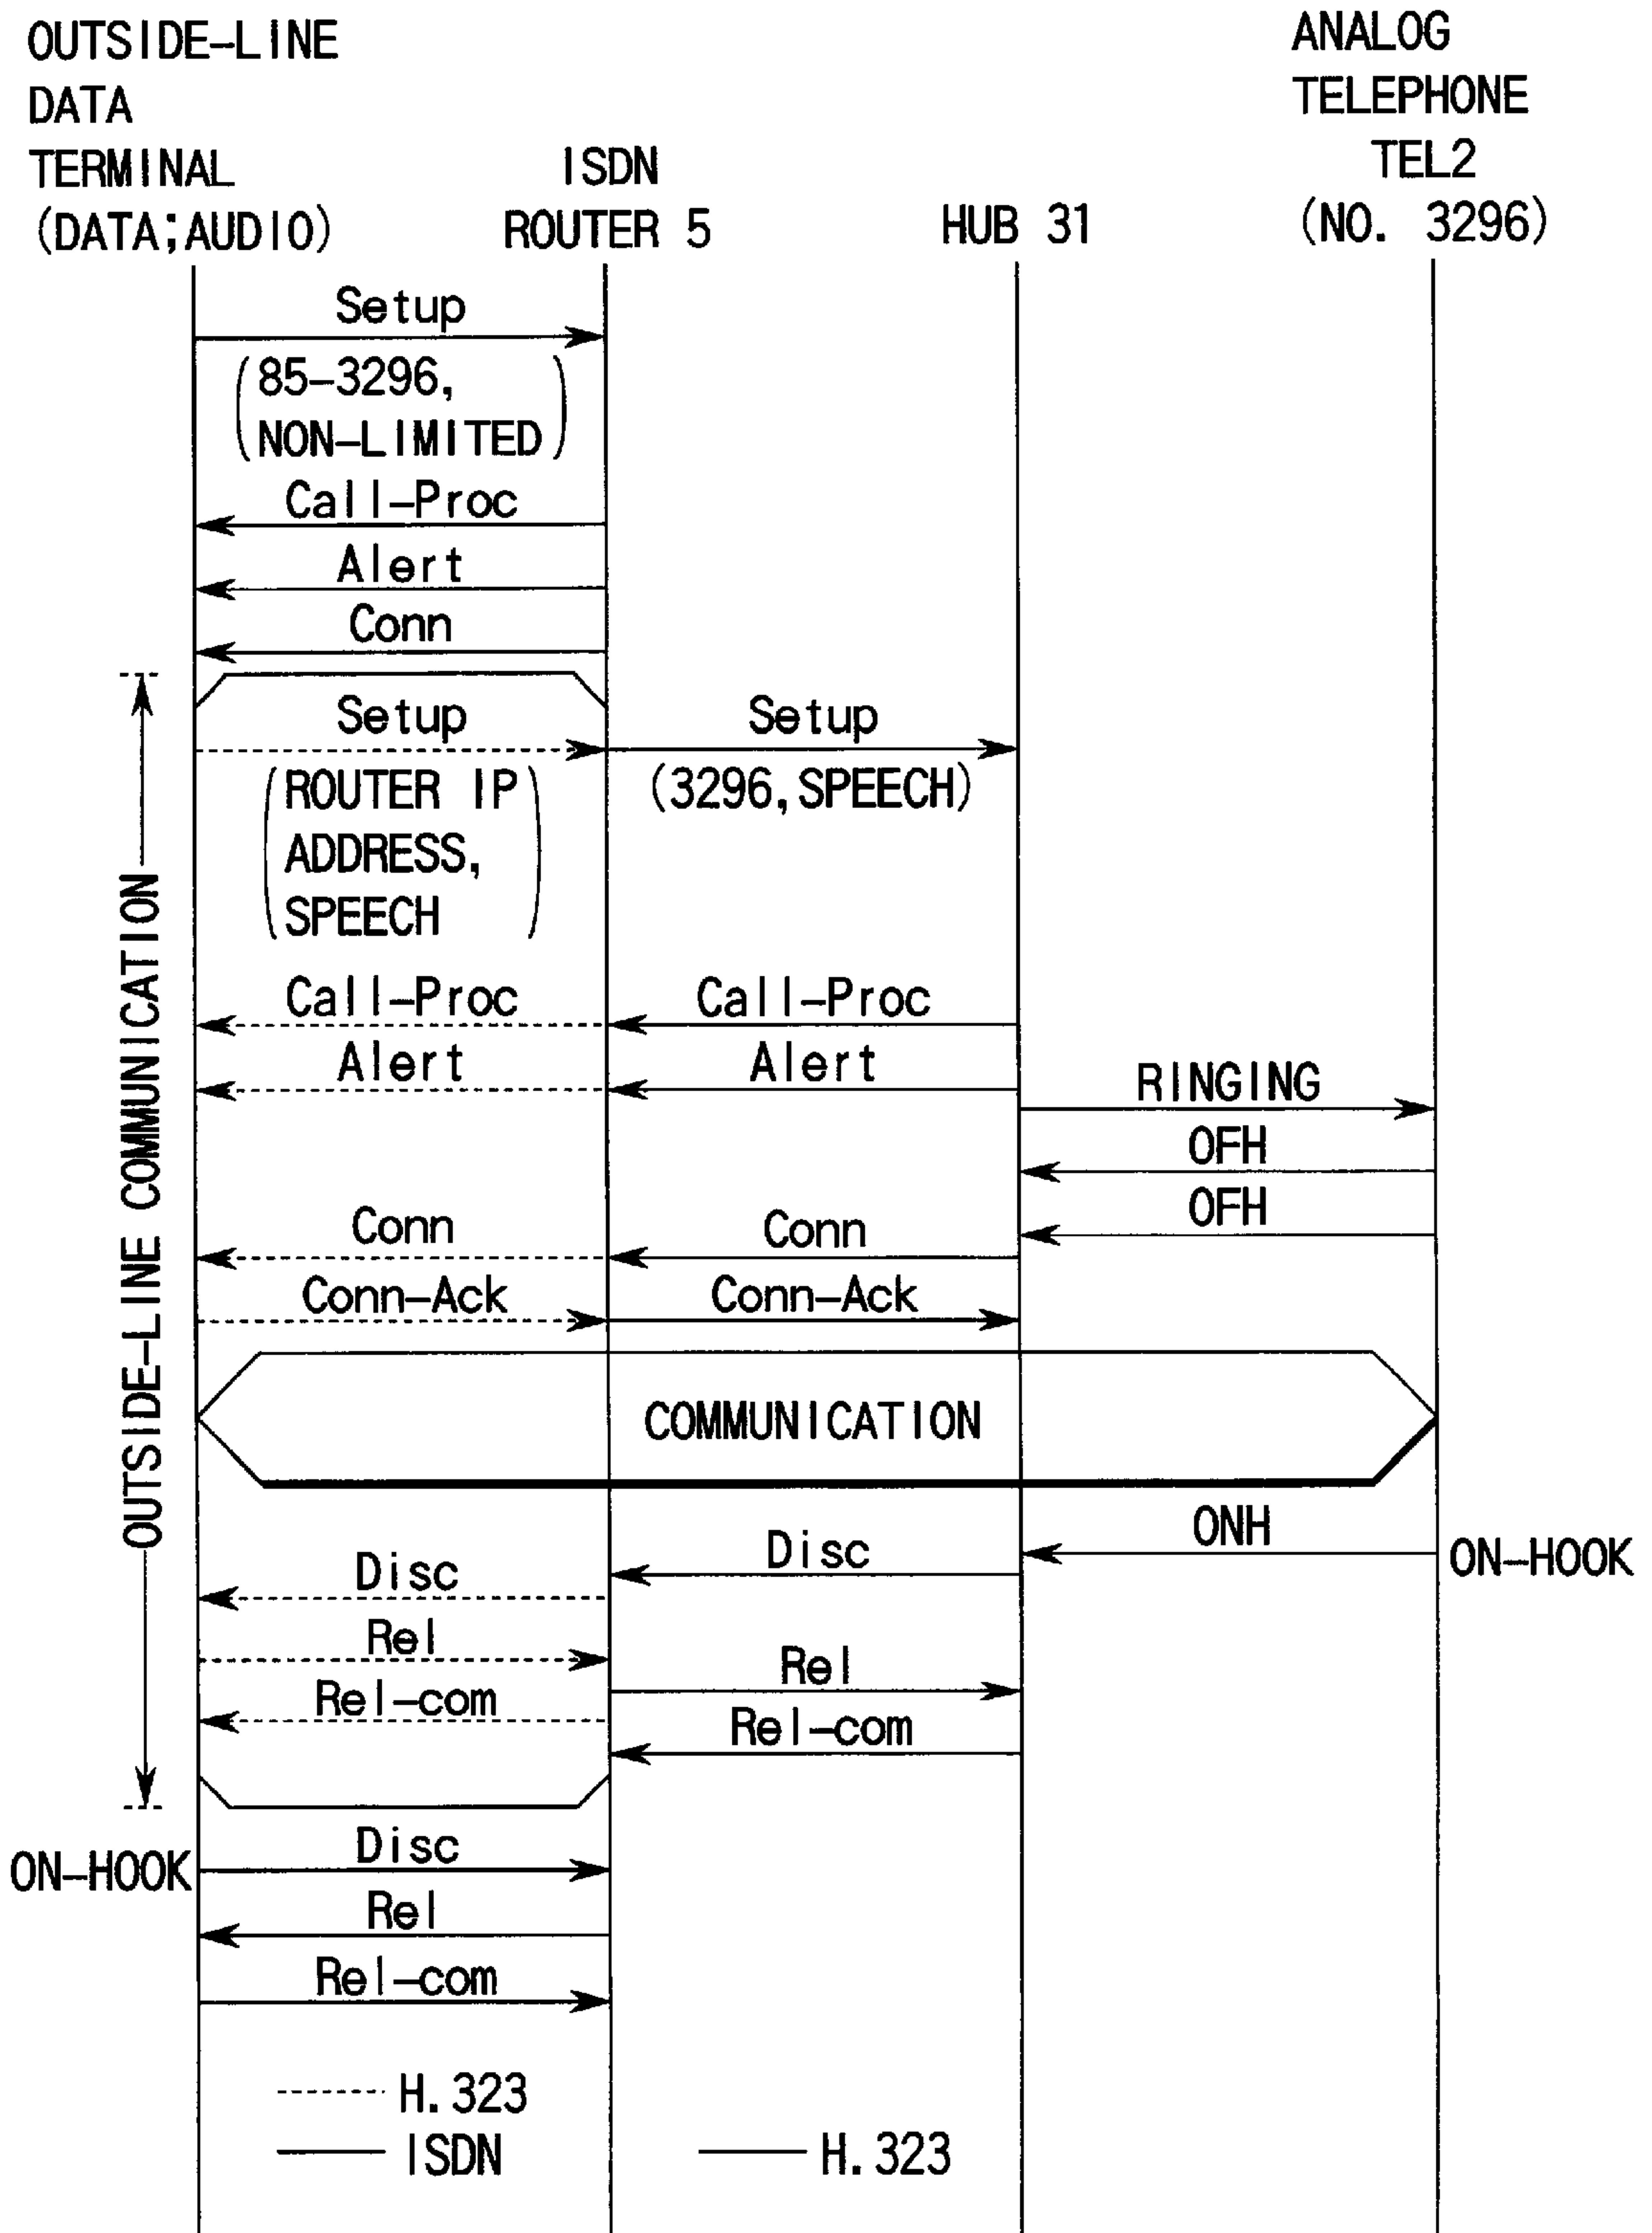 OUTSIDE-LINE
DATA
TERMINAL
(DATA;AUDIO)
ISDN
ROUTER 5
HUB 31
ANALOG
TELEPHONE
TEL2
(NO. 3296)
Setup
(85-3296,
NON-LIMITED)
Call-Proc
Alert
Conn
OUTSIDE-LINE COMMUNICATION
Setup
Setup
(ROUTER IP
ADDRESS,
SPEECH)
(3296,SPEECH)
Call-Proc
Call-Proc
Alert
Alert
RINGING
OFH
OFH
Conn
Conn
Conn-Ack
Conn-Ack
COMMUNICATION
ONH
ON-HOOK
Disc
Disc
Rel
Rel
Rel-com
Rel-com
ON-HOOK
Disc
Rel
Rel-com
H.323
ISDN
H.323